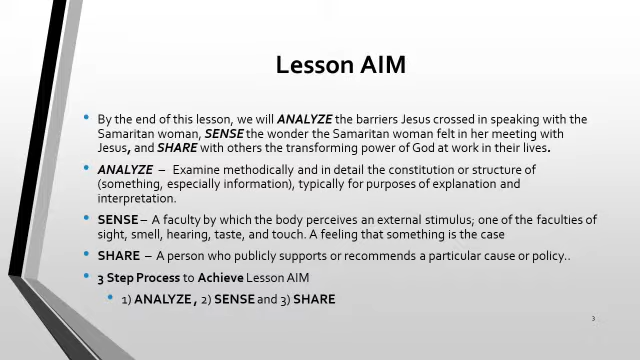 Lesson AIM
• By the end of this lesson, we will ANALYZE the barriers Jesus crossed in speaking with the
Samaritan woman, SENSE the wonder the Samaritan woman felt in her meeting with
Jesus, and SHARE with others the transforming power of God at work in their lives.
• ANALYZE – Examine methodically and in detail the constitution or structure of
(something, especially information), typically for purposes of explanation and
interpretation.
• SENSE – A faculty by which the body perceives an external stimulus; one of the faculties of
sight, smell, hearing, taste, and touch. A feeling that something is the case
• SHARE – A person who publicly supports or recommends a particular cause or policy..
• 3 Step Process to Achieve Lesson AIM
• 1) ANALYZE, 2) SENSE and 3) SHARE
3